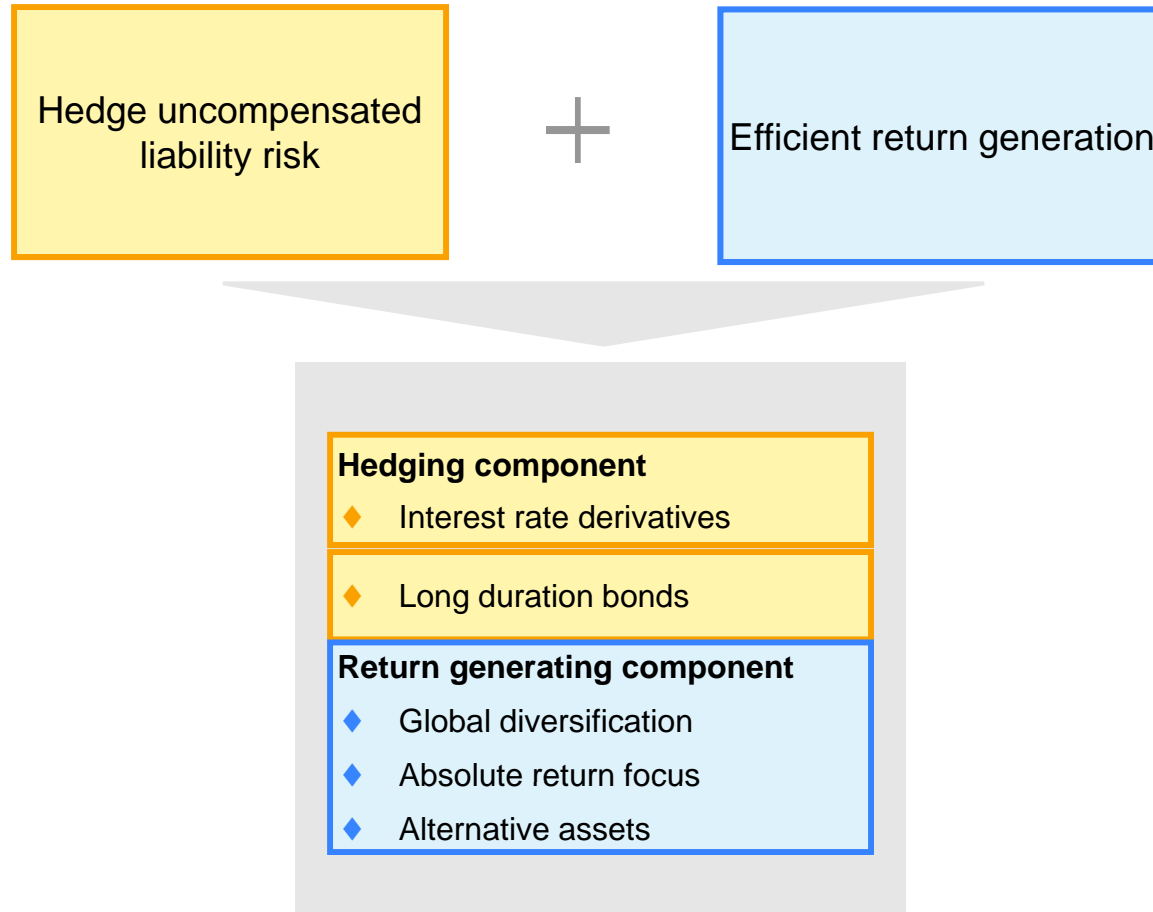 Hedge uncompensated
liability risk
+
Efficient return generation
Hedging component
♦ Interest rate derivatives
♦ Long duration bonds
Return generating component
♦ Global diversification
♦ Absolute return focus
♦ Alternative assets